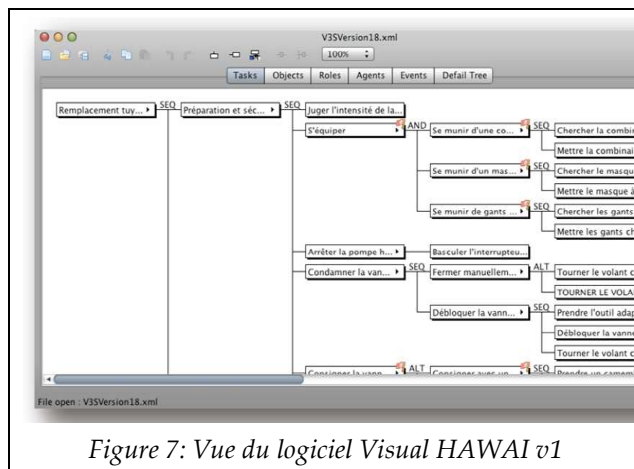 V3SVersion18.xml
100%
Tasks Objects Roles Agents Events Defail Tree
Remplacement tuy... SEQ Préparation et séc... SEQ Juger l'intensité de la...
S'équiper AND Se munir d'une co... SEQ Chercher la combin
Mettre la combinai
Se munir d'un mas... SEQ Chercher le masque
Mettre le masque à
Se munir de gants ... SEQ Chercher les gants
Mettre les gants ch
Arrêter la pompe h... Basculer l'interrupteu...
Condamner la van... SEQ Fermer manuellem... ALT Tourner le volant c
TOURNER LE VOLA
Débloquer la vann... SEQ Prendre l'outil adap
Débloquer la vanne
Tourner le volant c
Consigner la vann... ALT Consigner avec un ... SEQ Prendre un
File open : V3SVersion18.xml
Figure 7: Vue du logiciel Visual HAWAI v1